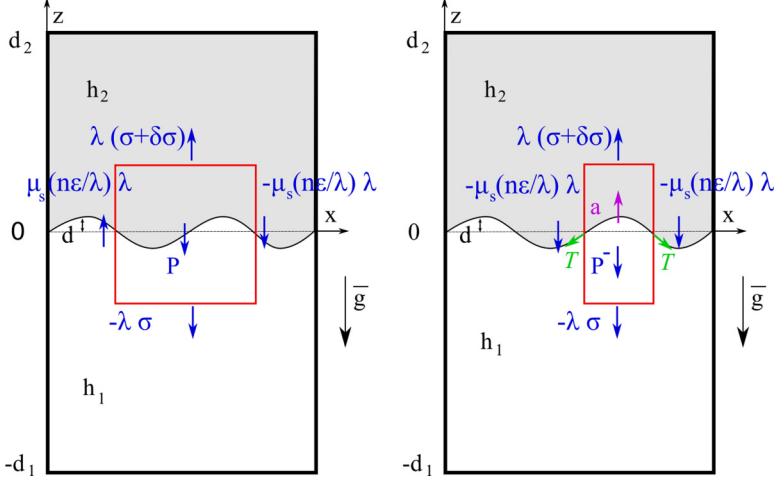 z
d₂
h₂
λ (σ+δσ)
μₛ(nε/λ) λ
-μₛ(nε/λ) λ
x
0
d
P
g̅
-λ σ
h₁
-d₁
z
d₂
h₂
λ (σ+δσ)
-μₛ(nε/λ) λ
-μₛ(nε/λ) λ
a
x
0
d
T
P⁻
T
g̅
-λ σ
h₁
-d₁